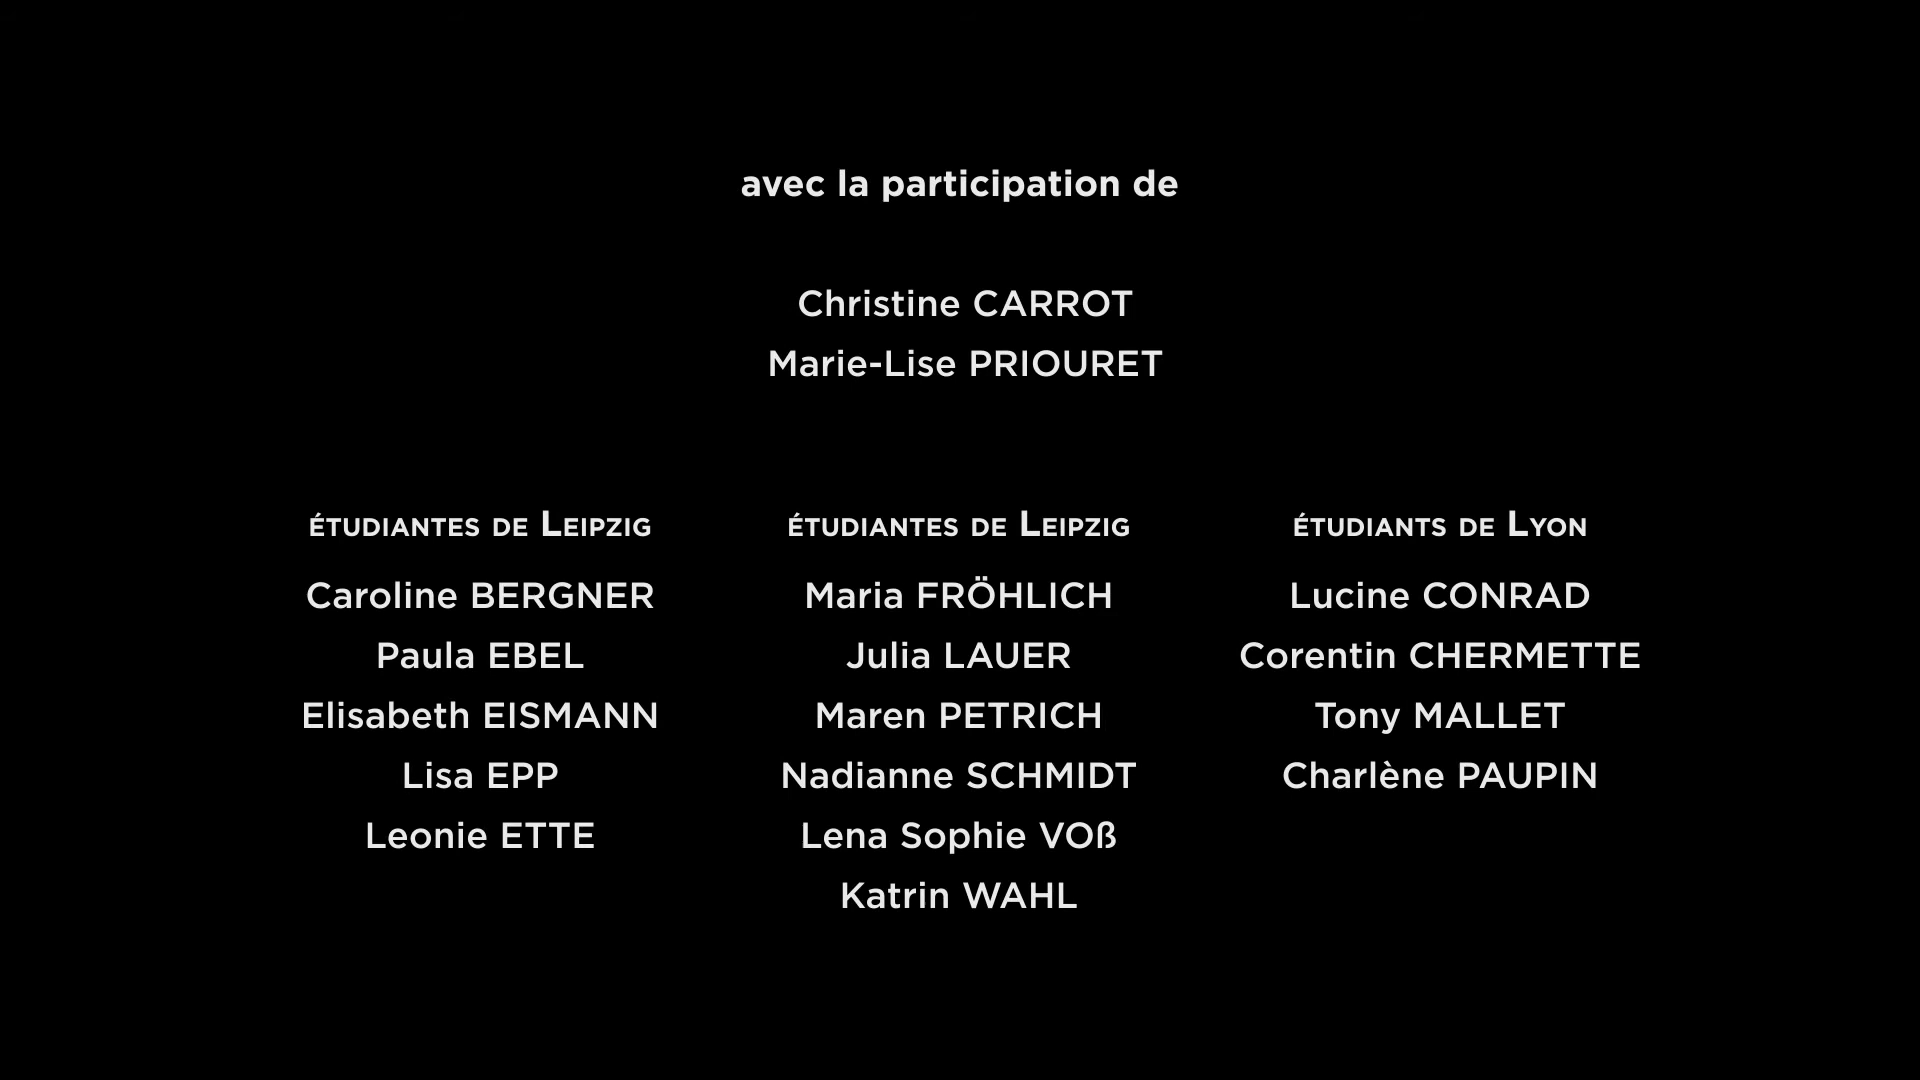 avec la participation de
Christine CARROT
Marie-Lise PRIOURET
étudiantes de Leipzig
Caroline BERGNER
Paula EBEL
Elisabeth EISMANN
Lisa EPP
Leonie ETTE
étudiantes de Leipzig
Maria FRÖHLICH
Julia LAUER
Maren PETRICH
Nadianne SCHMIDT
Lena Sophie VOß
Katrin WAHL
étudiants de Lyon
Lucine CONRAD
Corentin CHERMETTE
Tony MALLET
Charlène PAUPIN